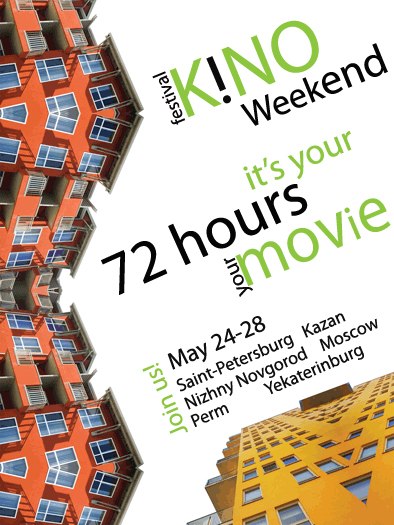 festival
K!NO
Weekend
it's your
72 hours
your
movie
Join us!
May 24-28
Saint-Petersburg Kazan
Nizhny Novgorod Moscow
Perm Yekaterinburg